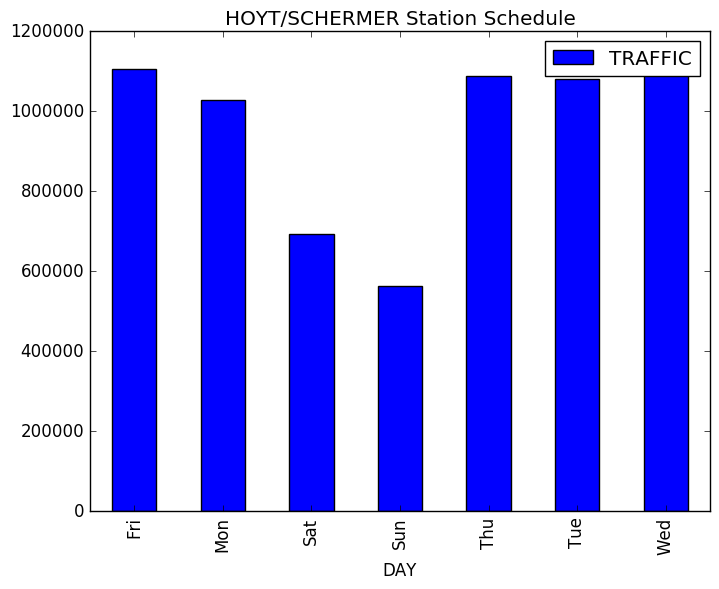 HOYT/SCHERMER Station Schedule
TRAFFIC
1200000
1000000
800000
600000
400000
200000
0
Fri
Mon
Sat
Sun
Thu
Tue
Wed
DAY